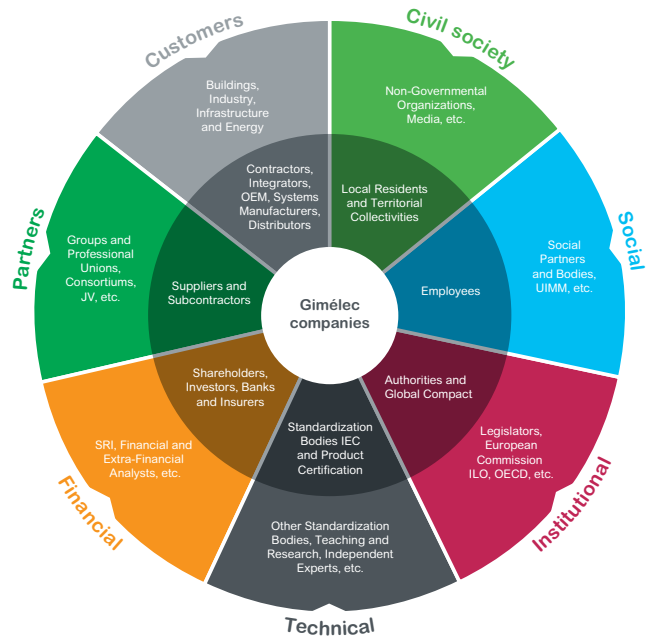 Customers
Buildings,
Industry,
Infrastructure
and Energy
Contractors,
Integrators,
OEM, Systems
Manufacturers,
Distributors
Civil society
Non-Governmental
Organizations,
Media, etc.
Local Residents
and Territorial
Collectivities
Social
Social
Partners
and Bodies,
UIMM, etc.
Employees
Institutional
Legislators,
European
Commission
ILO, OECD, etc.
Authorities and
Global Compact
Technical
Other Standardization
Bodies, Teaching and
Research, Independent
Experts, etc.
Standardization
Bodies IEC
and Product
Certification
Financial
SRI, Financial and
Extra-Financial
Analysts, etc.
Shareholders,
Investors, Banks
and Insurers
Partners
Groups and
Professional
Unions,
Consortiums,
JV, etc.
Suppliers and
Subcontractors
Gimélec
companies